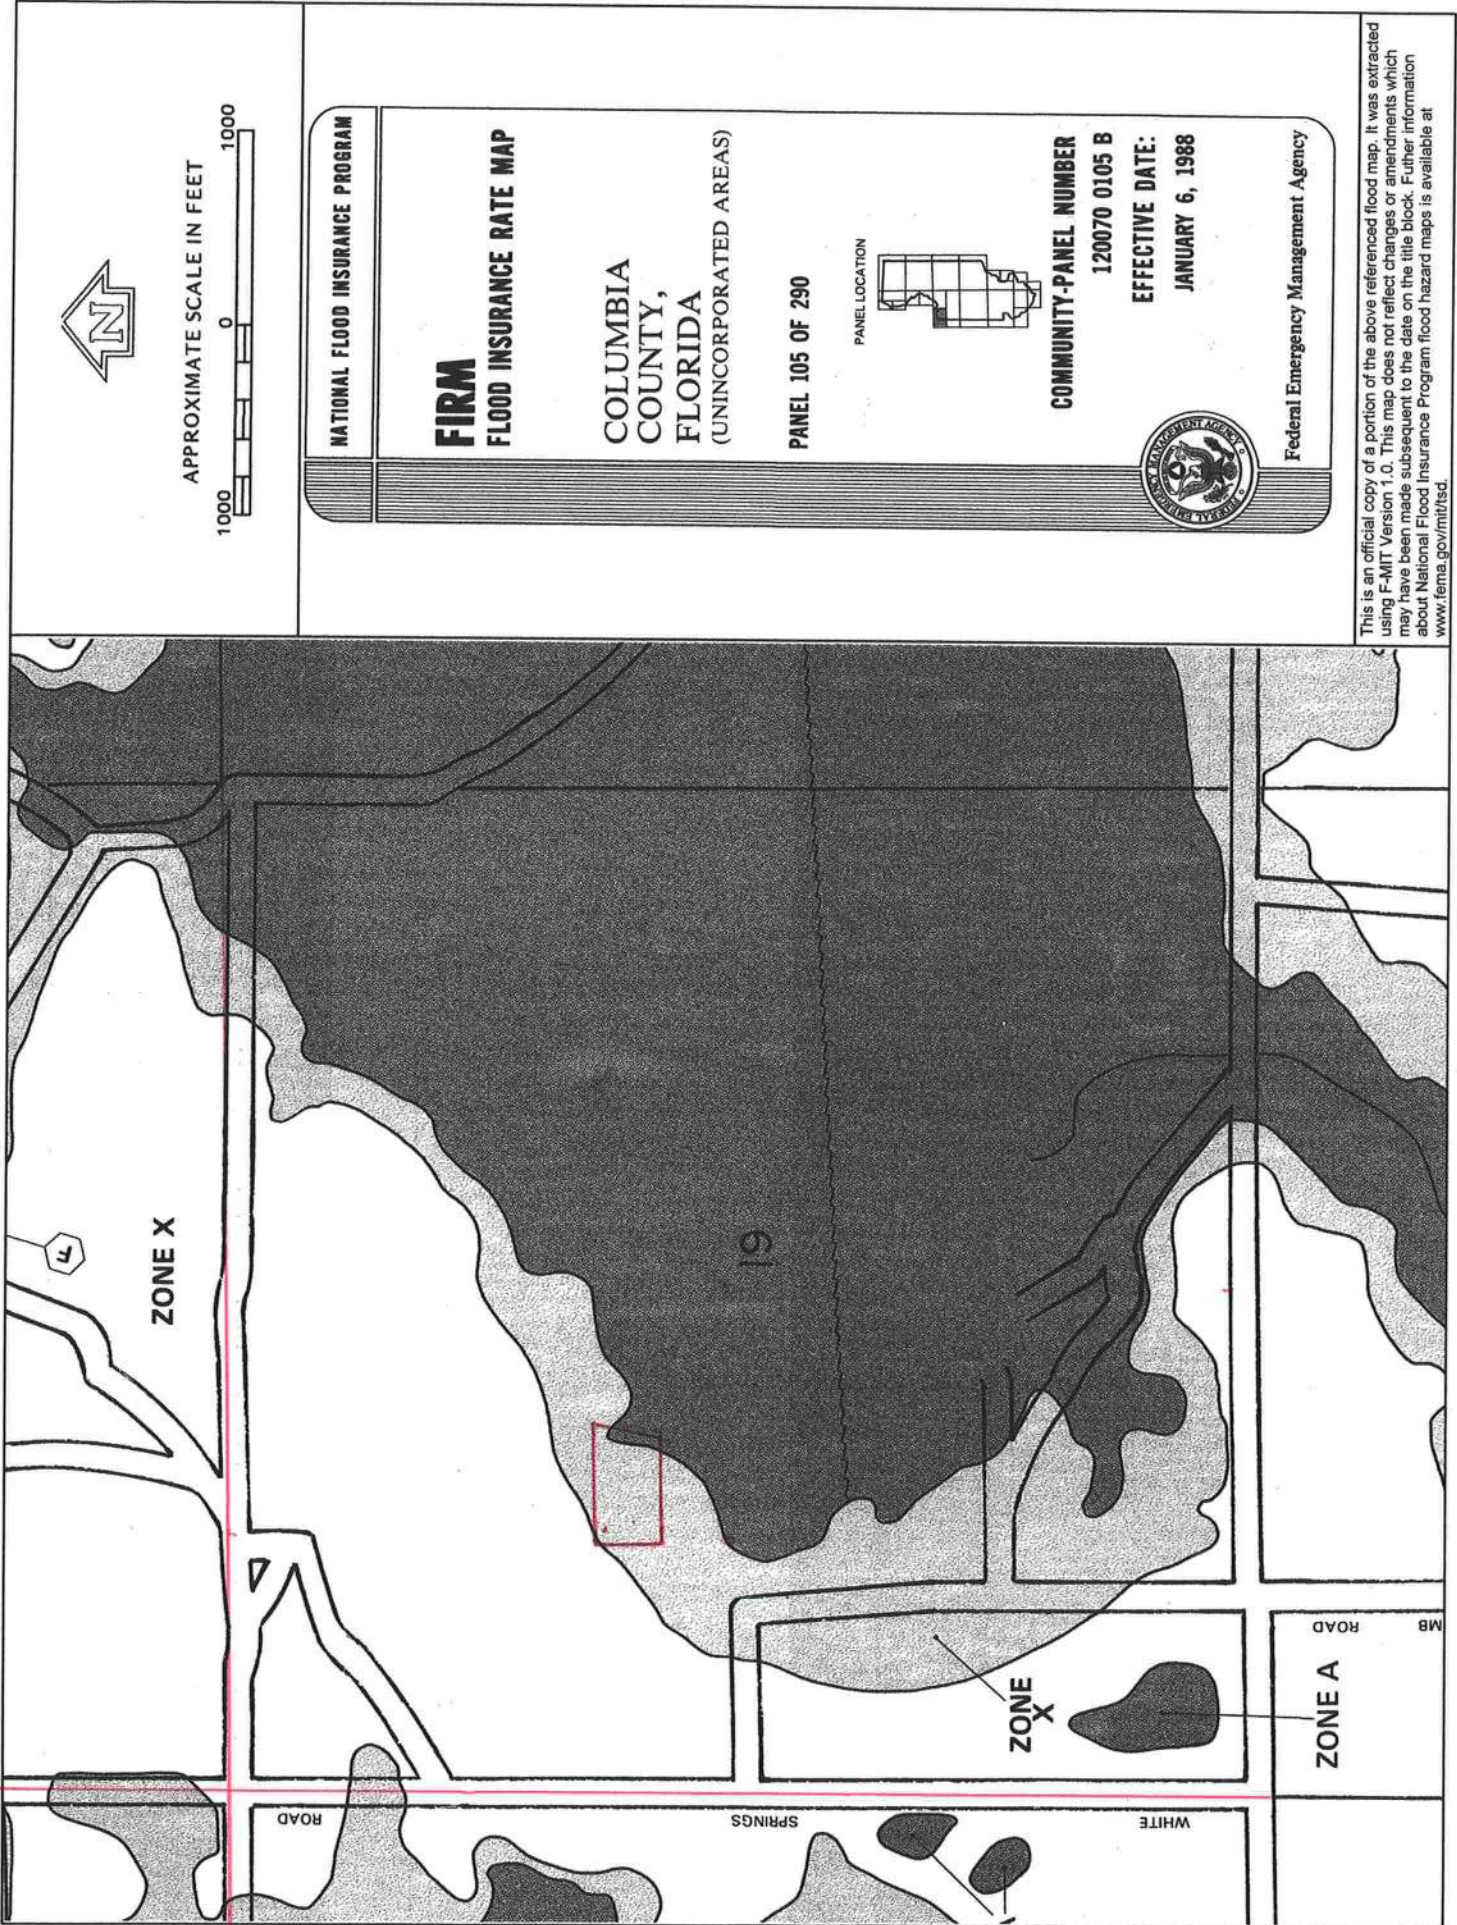 APPROXIMATE SCALE IN FEET
1000 0 1000
N
NATIONAL FLOOD INSURANCE PROGRAM
FIRM
FLOOD INSURANCE RATE MAP
COLUMBIA
COUNTY,
FLORIDA
(UNINCORPORATED AREAS)
PANEL 105 OF 290
PANEL LOCATION
COMMUNITY-PANEL NUMBER
120070 0105 B
EFFECTIVE DATE:
JANUARY 6, 1988
FEDERAL EMERGENCY MANAGEMENT AGENCY
Federal Emergency Management Agency
This is an official copy of a portion of the above referenced flood map. It was extracted
using F-MIT Version 1.0. This map does not reflect changes or amendments which
may have been made subsequent to the date on the title block. Futher information
about National Flood Insurance Program flood hazard maps is available at
www.fema.gov/mit/tsd.
ZONE X
19
ZONE
X
ZONE A
ROAD
SPRINGS
WHITE
ROAD
MB